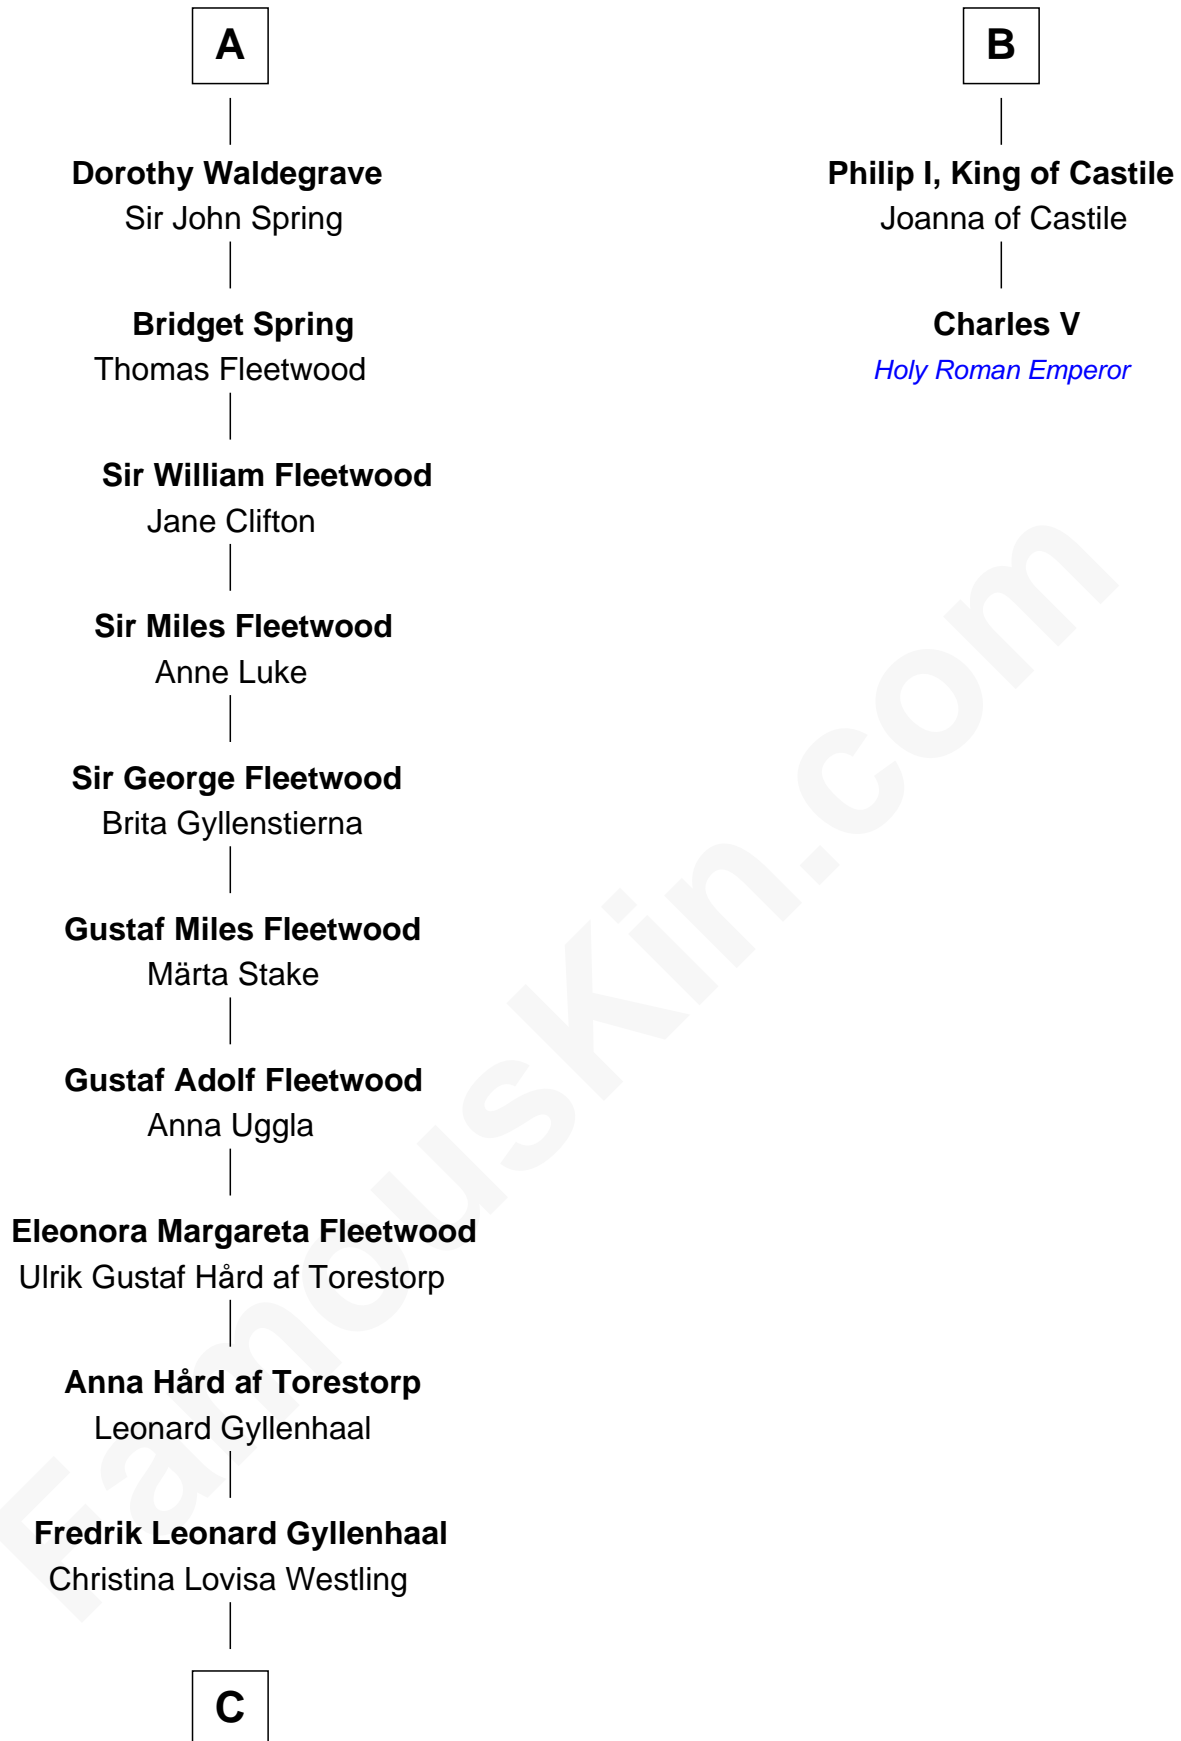 A
Dorothy Waldegrave
Sir John Spring
Bridget Spring
Thomas Fleetwood
Sir William Fleetwood
Jane Clifton
Sir Miles Fleetwood
Anne Luke
Sir George Fleetwood
Brita Gyllenstierna
Gustaf Miles Fleetwood
Märta Stake
Gustaf Adolf Fleetwood
Anna Uggla
Eleonora Margareta Fleetwood
Ulrik Gustaf Hård af Torestorp
Anna Hård af Torestorp
Leonard Gyllenhaal
Fredrik Leonard Gyllenhaal
Christina Lovisa Westling
C
B
Philip I, King of Castile
Joanna of Castile
Charles V
Holy Roman Emperor
FamousKin.com